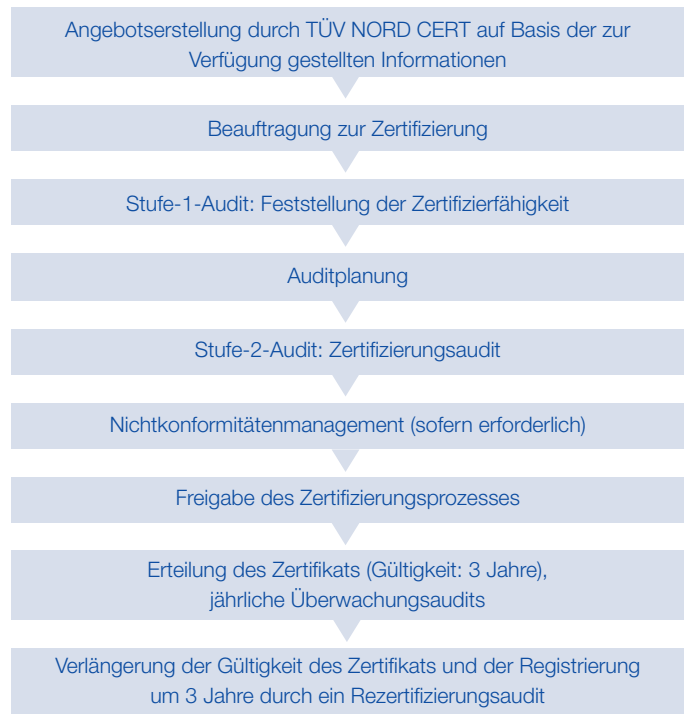 Angebotserstellung durch TÜV NORD CERT auf Basis der zur
Verfügung gestellten Informationen
Beauftragung zur Zertifizierung
Stufe-1-Audit: Feststellung der Zertifizierfähigkeit
Auditplanung
Stufe-2-Audit: Zertifizierungsaudit
Nichtkonformitätenmanagement (sofern erforderlich)
Freigabe des Zertifizierungsprozesses
Erteilung des Zertifikats (Gültigkeit: 3 Jahre),
jährliche Überwachungsaudits
Verlängerung der Gültigkeit des Zertifikats und der Registrierung
um 3 Jahre durch ein Rezertifizierungsaudit